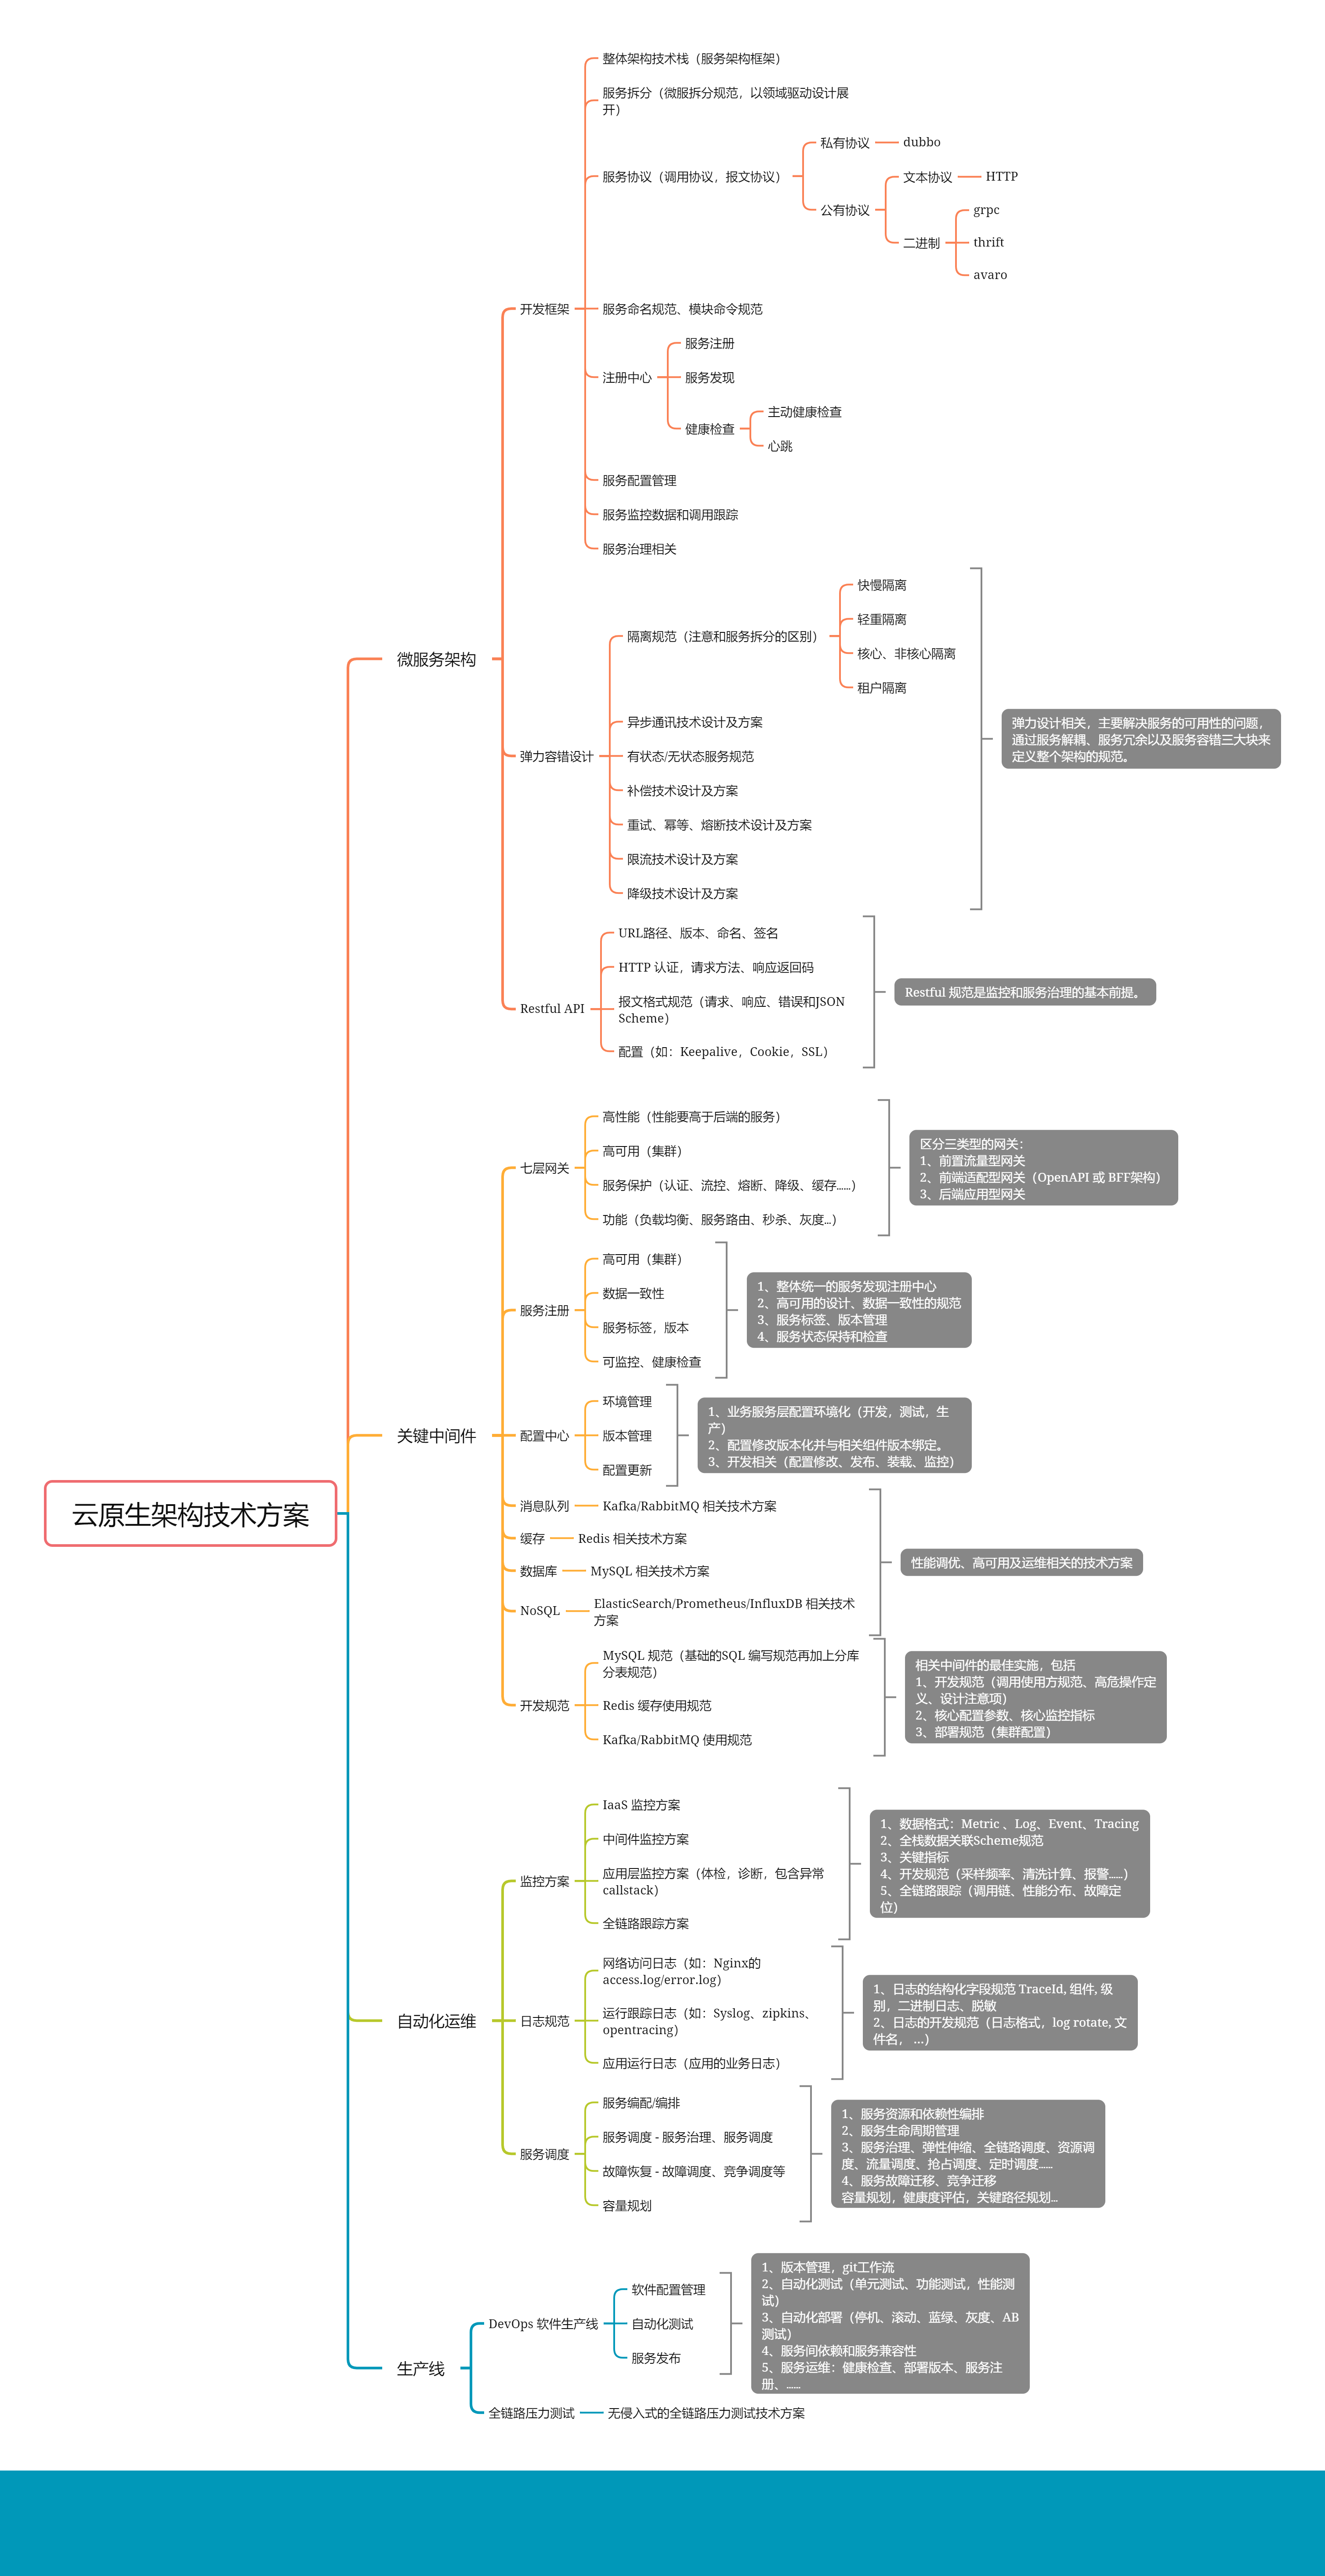 整体架构技术栈（服务架构框架）
服务拆分（微服拆分规范，以领域驱动设计展
开）
私有协议
dubbo
服务协议（调用协议，报文协议）
文本协议
HTTP
公有协议
grpc
二进制
thrift
avaro
开发框架
服务命名规范、模块命令规范
服务注册
注册中心
服务发现
主动健康检查
健康检查
心跳
服务配置管理
服务监控数据和调用跟踪
服务治理相关
微服务架构
快慢隔离
轻重隔离
隔离规范（注意和服务拆分的区别）
核心、非核心隔离
租户隔离
异步通讯技术设计及方案
弹力容错设计
有状态/无状态服务规范
补偿技术设计及方案
重试、幂等、熔断技术设计及方案
限流技术设计及方案
降级技术设计及方案
弹力设计相关，主要解决服务的可用性的问题，
通过服务解耦、服务冗余以及服务容错三大块来
定义整个架构的规范。
URL路径、版本、命名、签名
HTTP 认证，请求方法、响应返回码
Restful API
报文格式规范（请求、响应、错误和JSON
Scheme）
配置（如：Keepalive，Cookie，SSL）
Restful 规范是监控和服务治理的基本前提。
高性能（性能要高于后端的服务）
高可用（集群）
七层网关
服务保护（认证、流控、熔断、降级、缓存......）
功能（负载均衡、服务路由、秒杀、灰度...）
区分三类型的网关：
1、前置流量型网关
2、前端适配型网关（OpenAPI 或 BFF架构）
3、后端应用型网关
高可用（集群）
数据一致性
服务注册
服务标签，版本
可监控、健康检查
1、整体统一的服务发现注册中心
2、高可用的设计、数据一致性的规范
3、服务标签、版本管理
4、服务状态保持和检查
关键中间件
环境管理
配置中心
版本管理
配置更新
1、业务服务层配置环境化（开发，测试，生
产）
2、配置修改版本化并与相关组件版本绑定。
3、开发相关（配置修改、发布、装载、监控）
云原生架构技术方案
消息队列
Kafka/RabbitMQ 相关技术方案
缓存
Redis 相关技术方案
数据库
MySQL 相关技术方案
NoSQL
ElasticSearch/Prometheus/InfluxDB 相关技术
方案
性能调优、高可用及运维相关的技术方案
MySQL 规范（基础的SQL 编写规范再加上分库
分表规范）
开发规范
Redis 缓存使用规范
Kafka/RabbitMQ 使用规范
相关中间件的最佳实施，包括
1、开发规范（调用使用方规范、高危操作定
义、设计注意项）
2、核心配置参数、核心监控指标
3、部署规范（集群配置）
IaaS 监控方案
中间件监控方案
监控方案
应用层监控方案（体检，诊断，包含异常
callstack）
全链路跟踪方案
1、数据格式：Metric 、Log、Event、Tracing
2、全栈数据关联Scheme规范
3、关键指标
4、开发规范（采样频率、清洗计算、报警......）
5、全链路跟踪（调用链、性能分布、故障定
位）
自动化运维
网络访问日志（如：Nginx的
access.log/error.log）
日志规范
运行跟踪日志（如：Syslog、zipkins、
opentracing）
应用运行日志（应用的业务日志）
1、日志的结构化字段规范 TraceId, 组件, 级
别，二进制日志、脱敏
2、日志的开发规范（日志格式，log rotate, 文
件名， …）
服务编配/编排
服务调度 - 服务治理、服务调度
服务调度
故障恢复 - 故障调度、竞争调度等
容量规划
1、服务资源和依赖性编排
2、服务生命周期管理
3、服务治理、弹性伸缩、全链路调度、资源调
度、流量调度、抢占调度、定时调度......
4、服务故障迁移、竞争迁移
容量规划，健康度评估，关键路径规划...
生产线
DevOps 软件生产线
软件配置管理
自动化测试
服务发布
1、版本管理，git工作流
2、自动化测试（单元测试、功能测试，性能测
试）
3、自动化部署（停机、滚动、蓝绿、灰度、AB
测试）
4、服务间依赖和服务兼容性
5、服务运维：健康检查、部署版本、服务注
册、......
全链路压力测试
无侵入式的全链路压力测试技术方案